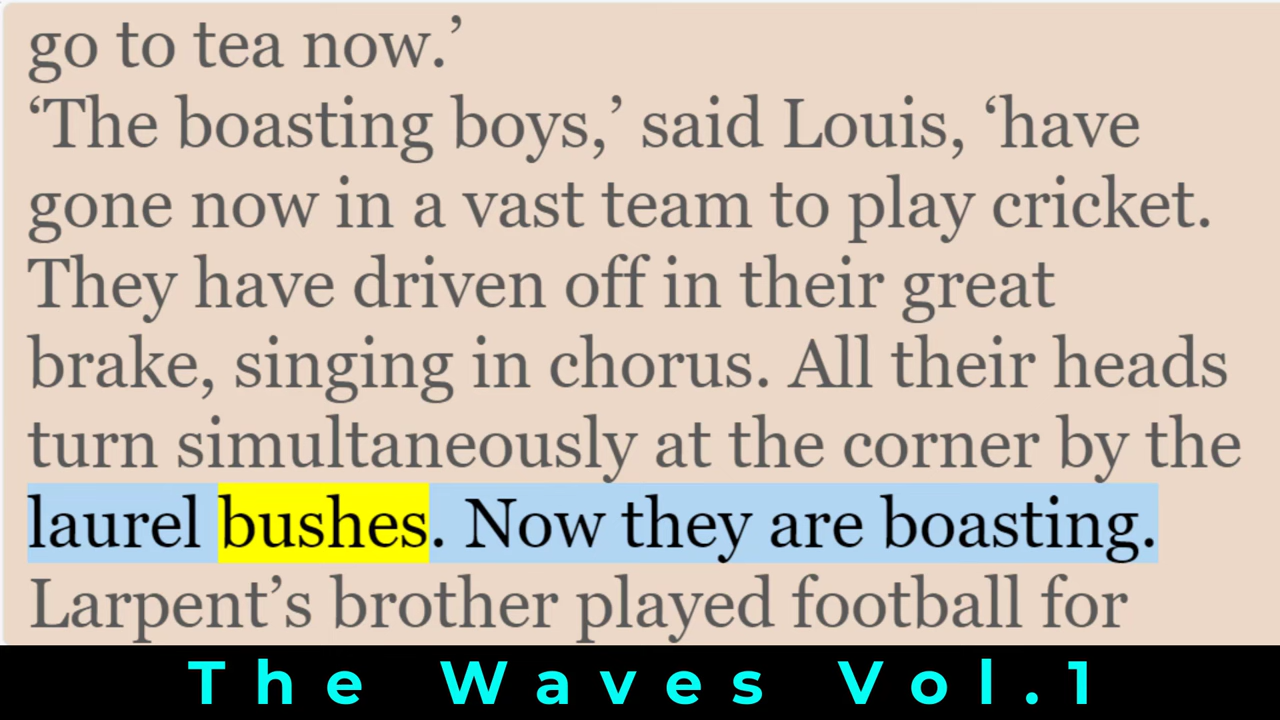 go to tea now.’
‘The boasting boys,’ said Louis, ‘have
gone now in a vast team to play cricket.
They have driven off in their great
brake, singing in chorus. All their heads
turn simultaneously at the corner by the
laurel bushes. Now they are boasting.
Larpent’s brother played football for
The Waves Vol.1